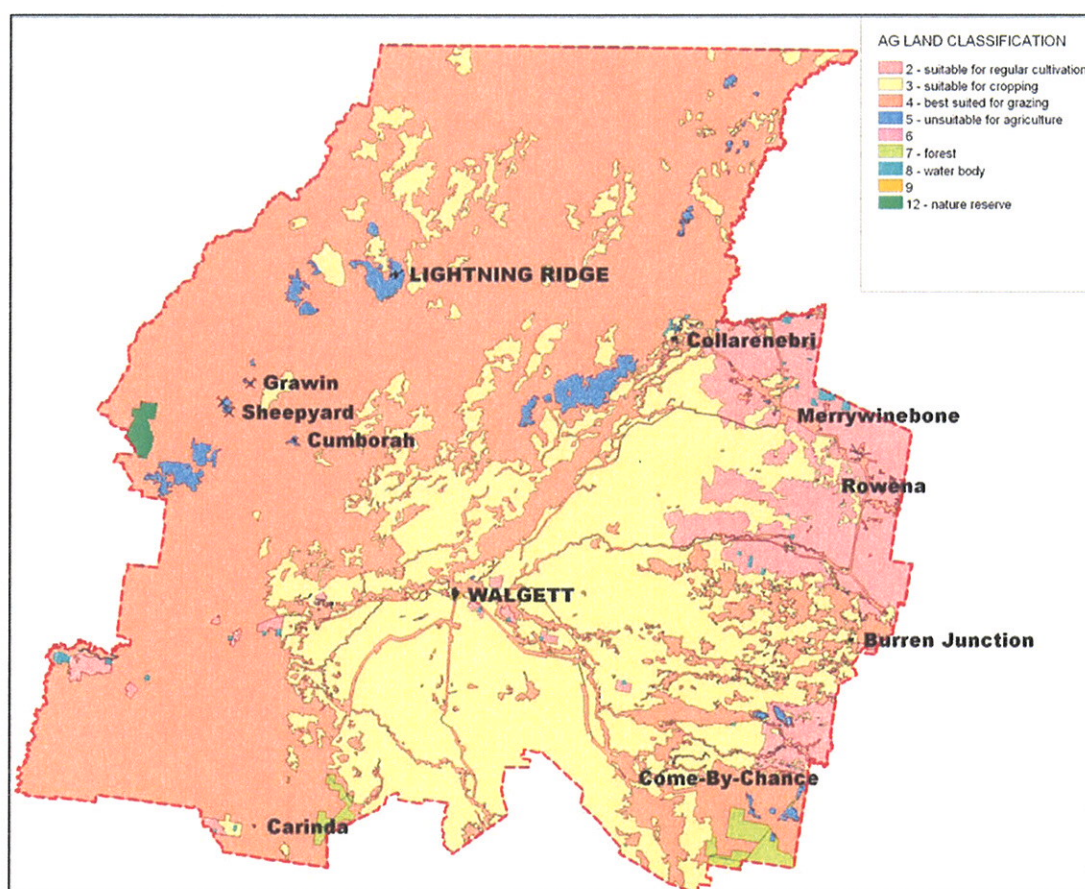 AG LAND CLASSIFICATION
2 - suitable for regular cultivation
3 - suitable for cropping
4 - best suited for grazing
5 - unsuitable for agriculture
6
7 - forest
8 - water body
9
12 - nature reserve
LIGHTNING RIDGE
Collarenebri
Grawin
Sheepyard
Merrywinebone
Cumborah
Rowena
WALGETT
Burren Junction
Come-By-Chance
Carinda